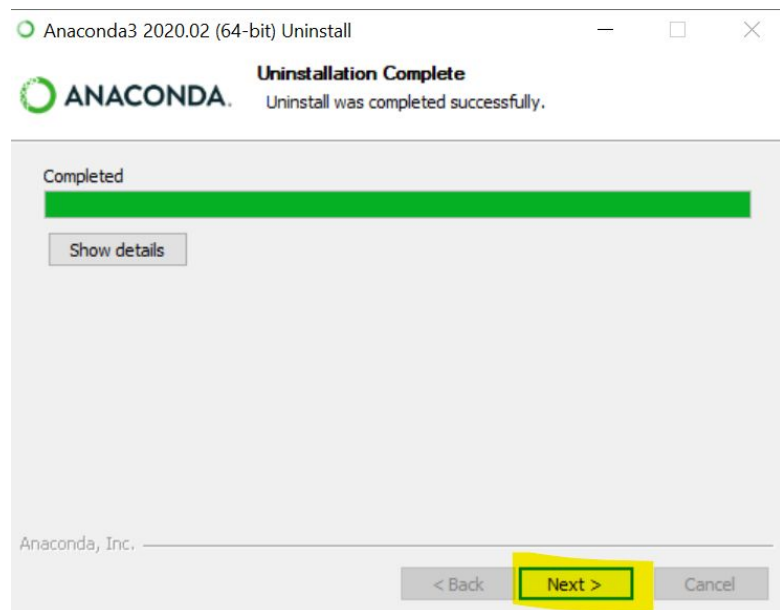 Anaconda3 2020.02 (64-bit) Uninstall
ANACONDA.
Uninstallation Complete
Uninstall was completed successfully.
Completed
Show details
Anaconda, Inc.
< Back Next > Cancel